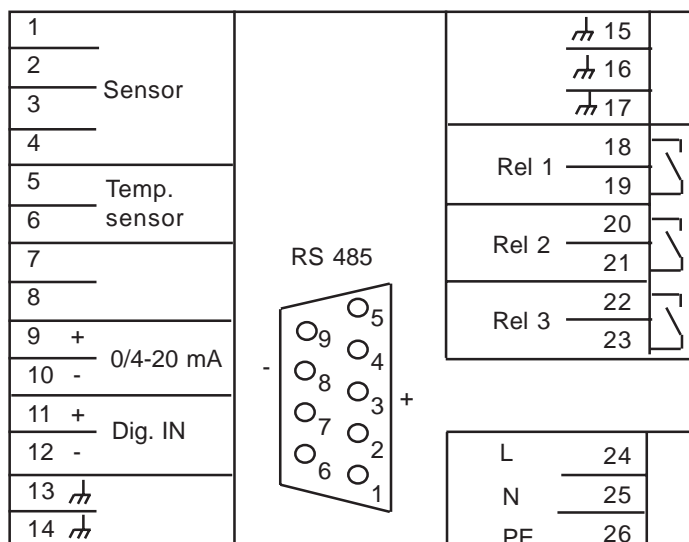 1
2
3
4
Sensor
5
6
Temp.
sensor
7
8
9 +
10 -
0/4-20 mA
11 +
12 -
Dig. IN
13
14
RS 485
5
9
4
8
3
7
2
6
1
-
+
15
16
17
Rel 1
18
19
Rel 2
20
21
Rel 3
22
23
L 24
N 25
PE 26